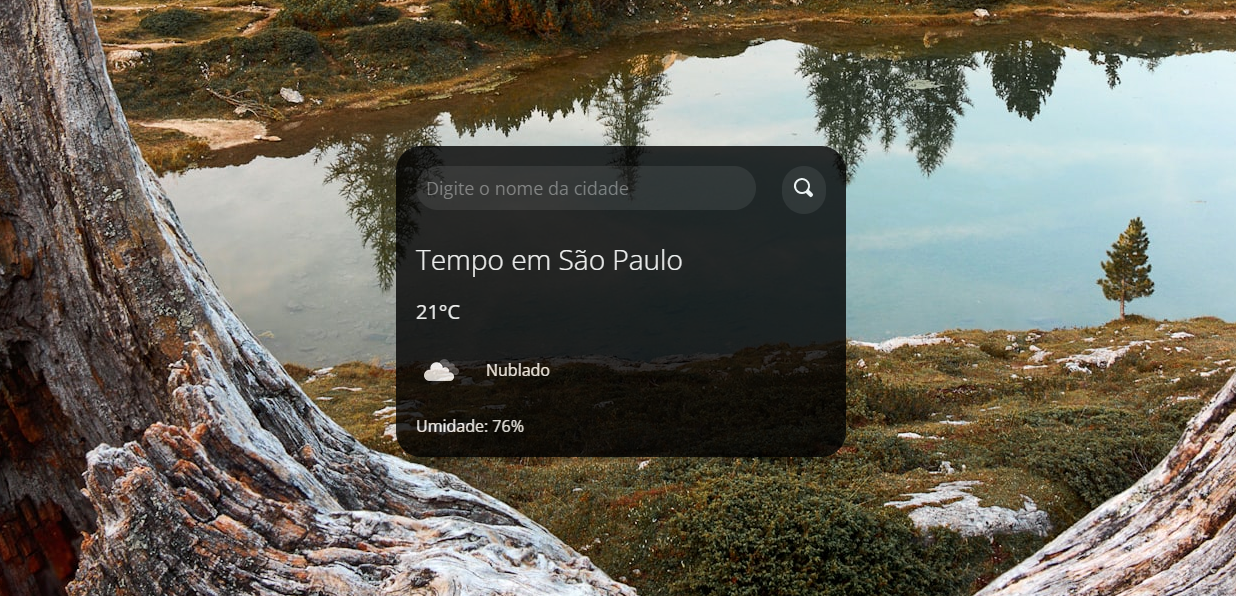 Digite o nome da cidade
Tempo em São Paulo
21°C
Nublado
Umidade: 76%